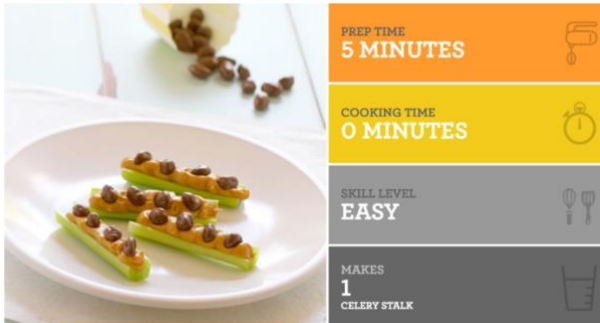 PREP TIME
5 MINUTES
COOKING TIME
0 MINUTES
SKILL LEVEL
EASY
MAKES
1
CELERY STALK